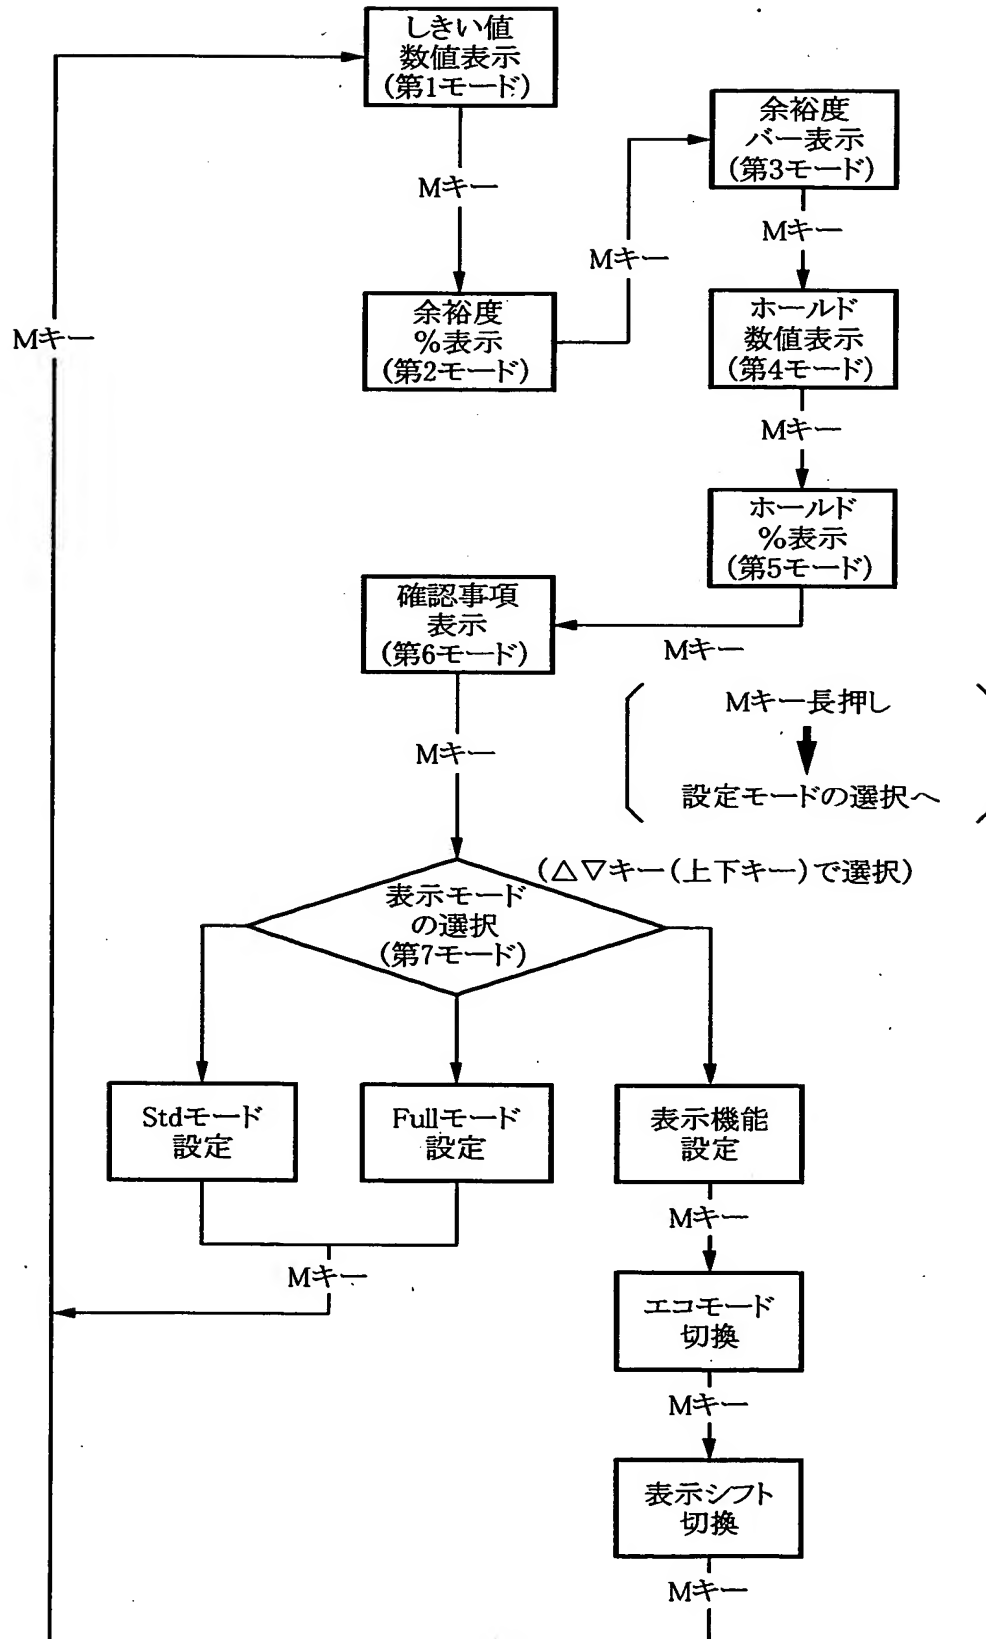 しきい値
数値表示
(第1モード)
Mキー
余裕度
%表示
(第2モード)
Mキー
余裕度
バー表示
(第3モード)
Mキー
ホールド
数値表示
(第4モード)
Mキー
ホールド
%表示
(第5モード)
Mキー
確認事項
表示
(第6モード)
Mキー長押し
設定モードの選択へ
Mキー
(△▽キー(上下キー)で選択)
表示モード
の選択
(第7モード)
Stdモード
設定
Fullモード
設定
Mキー
表示機能
設定
Mキー
エコモード
切換
Mキー
表示シフト
切換
Mキー
Mキー